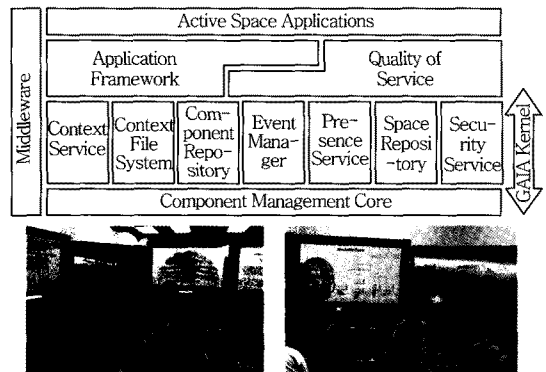 Active Space Applications
Middleware
Application
Framework
Quality of
Service
Context
Service
Context
File
System
Com-
ponent
Repo-
sitory
Event
Mana-
ger
Pre-
sence
Service
Space
Reposi
-tory
Secu-
rity
Service
GAIA Kernel
Component Management Core